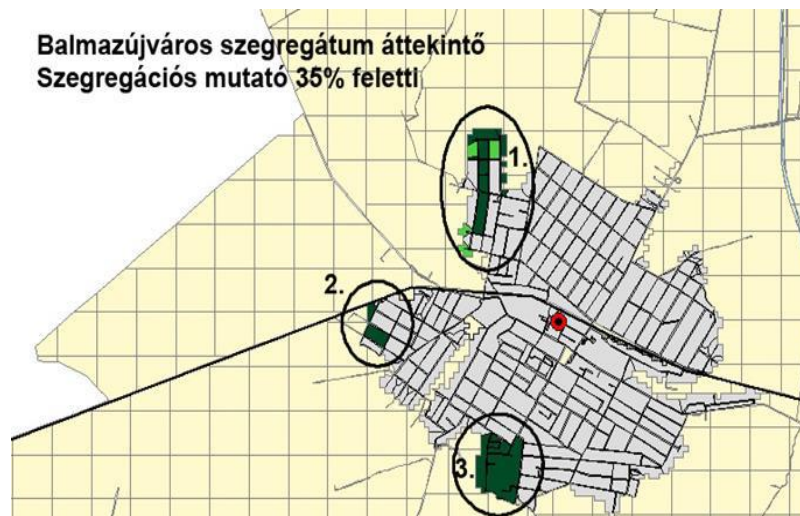 Balmazújváros szegregátum áttekintő
Szegregációs mutató 35% feletti
1.
2.
3.